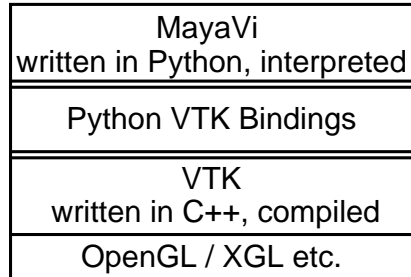 MayaVi
written in Python, interpreted
Python VTK Bindings
VTK
written in C++, compiled
OpenGL / XGL etc.